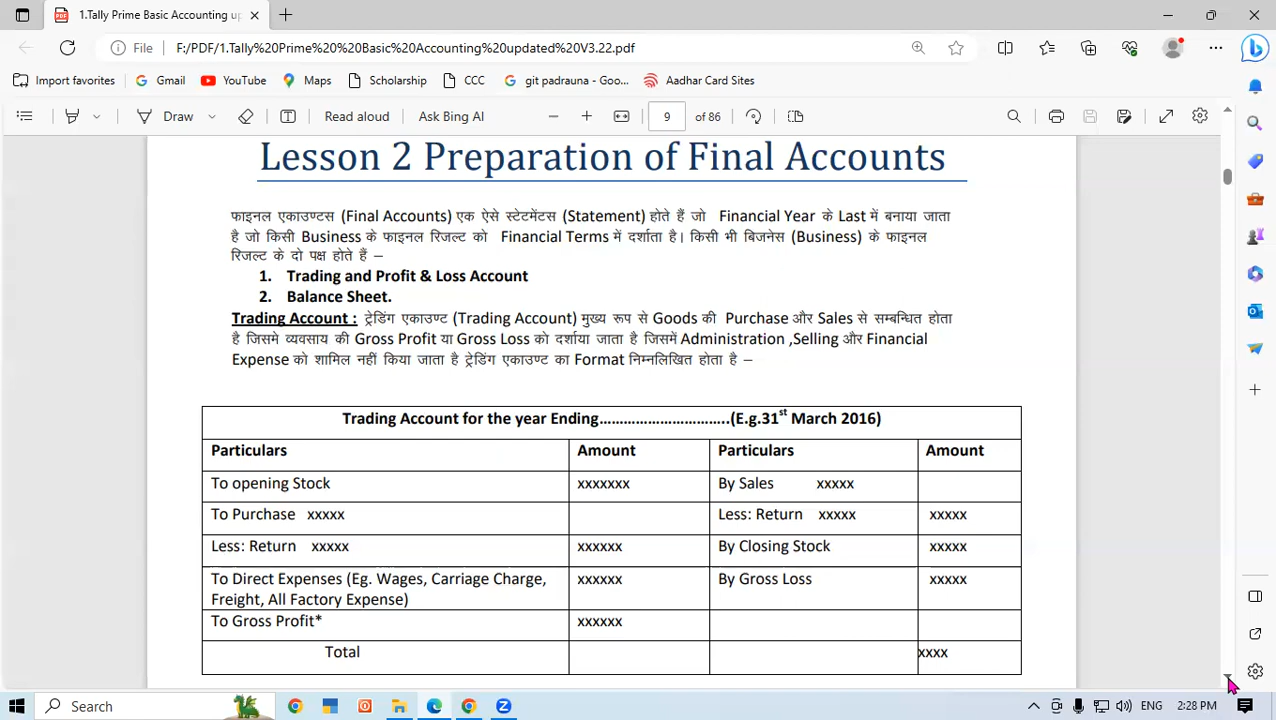 1.Tally Prime Basic Accounting up
File
F:/PDF/1.Tally%20Prime%20%20Basic%20Accounting%20updated%20V3.22.pdf
Import favorites
Gmail
YouTube
Maps
Scholarship
CCC
git padrauna - Goo...
Aadhar Card Sites
Draw
Read aloud
Ask Bing AI
9 of 86
Lesson 2 Preparation of Final Accounts
फाइनल एकाउण्टस (Final Accounts) एक ऐसे स्टेटमेंटस (Statement) होते हैं जो Financial Year के Last में बनाया जाता
है जो किसी Business के फाइनल रिजल्ट को Financial Terms में दर्शाता है। किसी भी बिजनेस (Business) के फाइनल
रिजल्ट के दो पक्ष होते हैं –
1. Trading and Profit & Loss Account
2. Balance Sheet.
Trading Account : ट्रेडिंग एकाउण्ट (Trading Account) मुख्य रूप से Goods की Purchase और Sales से सम्बन्धित होता
है जिसमे व्यवसाय की Gross Profit या Gross Loss को दर्शाया जाता है जिसमें Administration ,Selling और Financial
Expense को शामिल नहीं किया जाता है ट्रेडिंग एकाउण्ट का Format निम्नलिखित होता है –
Trading Account for the year Ending……………………………..(E.g.31st March 2016)
Particulars Amount Particulars Amount
To opening Stock xxxxxxx By Sales xxxxx
To Purchase xxxxx Less: Return xxxxx xxxxx
Less: Return xxxxx xxxxxx By Closing Stock xxxxx
To Direct Expenses (Eg. Wages, Carriage Charge, xxxxxx By Gross Loss xxxxx
Freight, All Factory Expense)
To Gross Profit* xxxxxx
Total xxxx
Search
ENG
2:28 PM